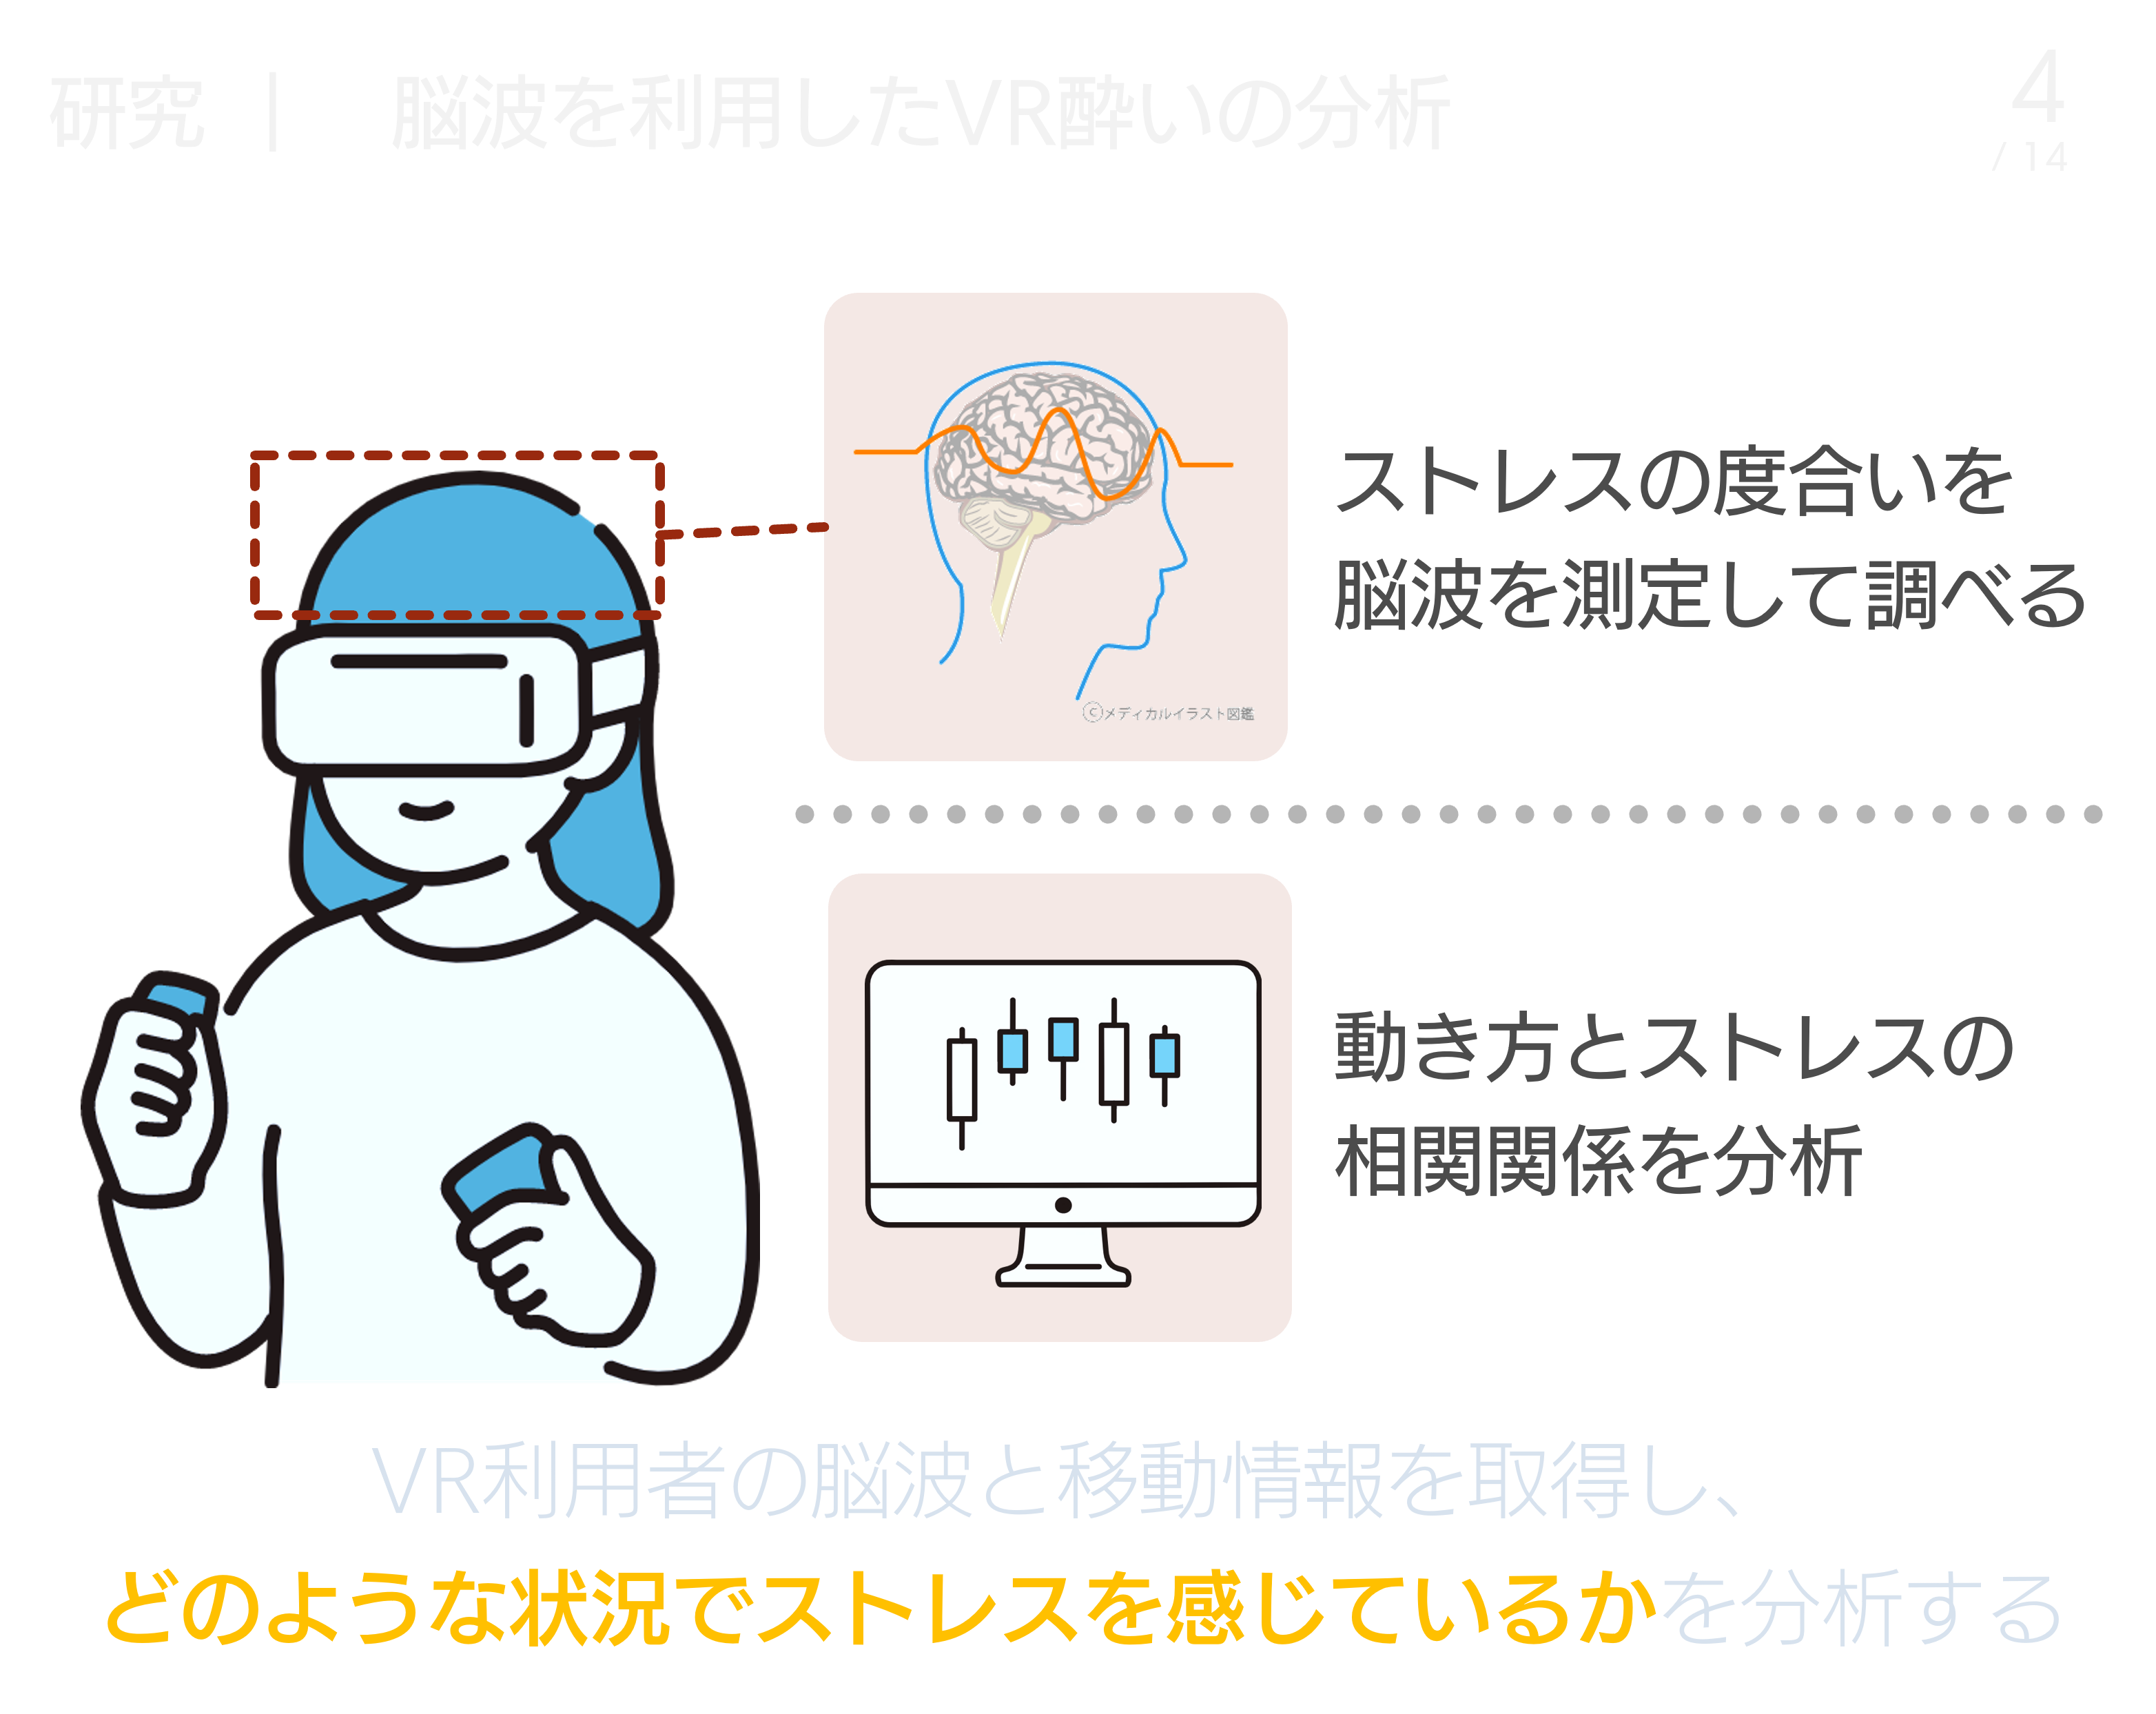 研究 | 脳波を利用したVR酔いの分析
4
/ 14
ストレスの度合いを
脳波を測定して調べる
©メディカルイラスト図鑑
動き方とストレスの
相関関係を分析
VR利用者の脳波と移動情報を取得し、
どのような状況でストレスを感じているかを分析する